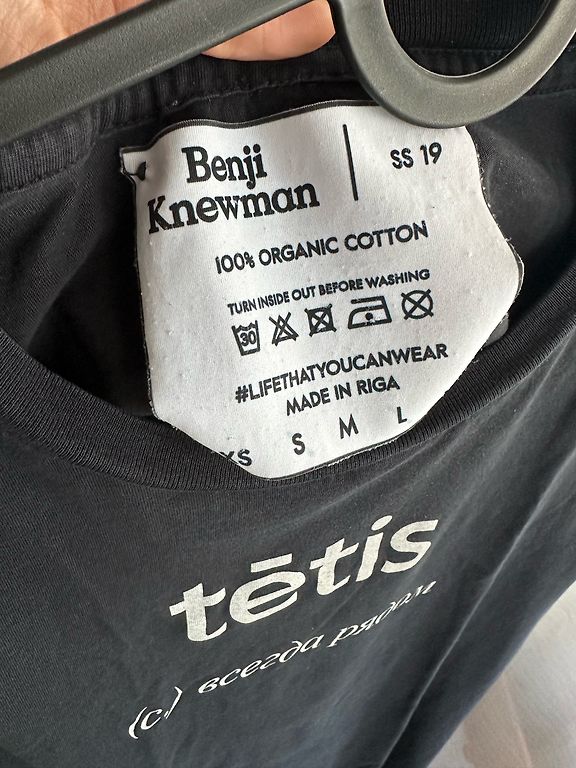 Benji
Knewman
SS 19
100% ORGANIC COTTON
TURN INSIDE OUT BEFORE WASHING
30
#LIFETHATYOUCANWEAR
MADE IN RIGA
XS S M L
tētis
(c) всегда рядом